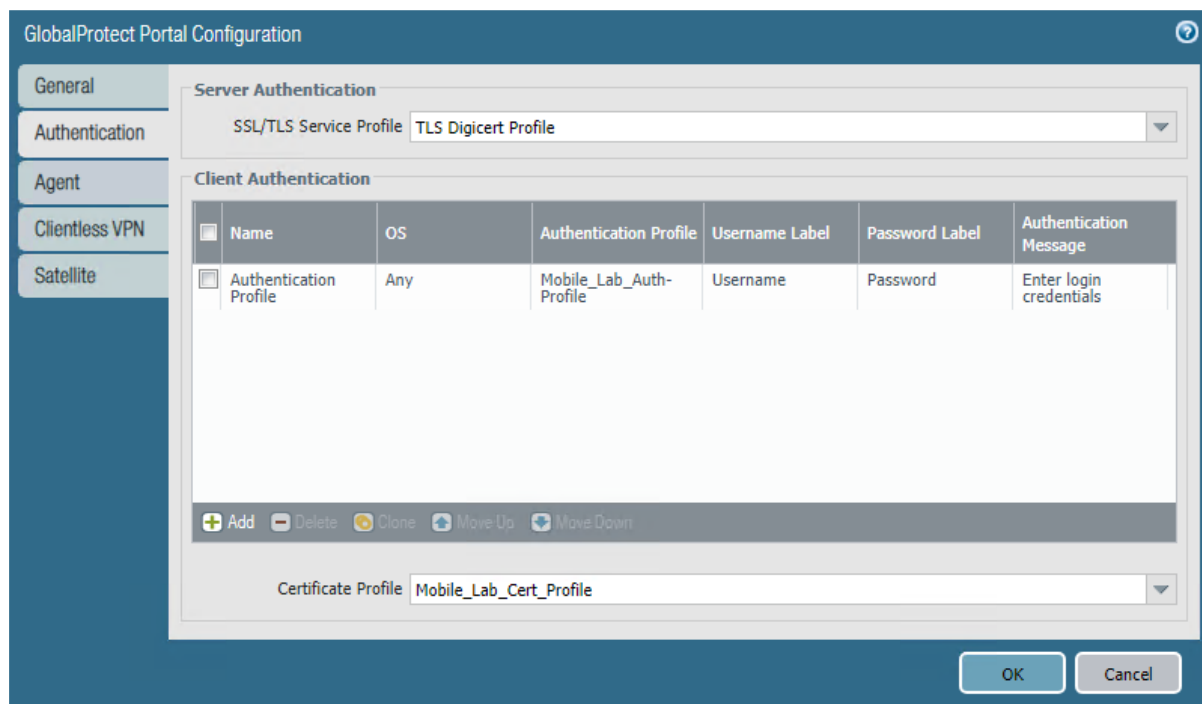 GlobalProtect Portal Configuration
General
Authentication
Agent
Clientless VPN
Satellite
Server Authentication
SSL/TLS Service Profile TLS Digicert Profile
Client Authentication
Name OS Authentication Profile Username Label Password Label Authentication
Message
Authentication
Profile
Any
Mobile_Lab_Auth-
Profile
Username
Password
Enter login
credentials
Add Delete Clone Move Up Move Down
Certificate Profile Mobile_Lab_Cert_Profile
OK Cancel